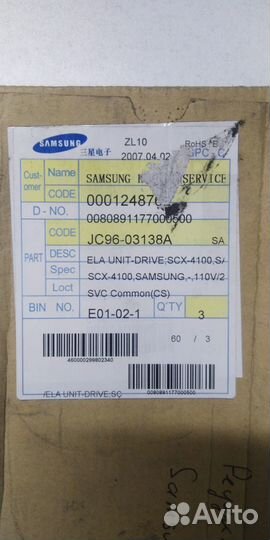 SAMSUNG 三星电子 ZL10 RoHS
2007.04.02
Customer Name SAMSUNG SERVICE
CODE
D - NO. 0080891177000500
PART CODE JC96-03138A SA
DESC ELA UNIT-DRIVE;SCX-4100,S/
Spec SCX-4100,SAMSUNG,-,110V/2
Loct SVC Common(CS)
BIN NO. E01-02-1 Q'TY 3
60 / 3
4600000299802340
/ELA UNIT-DRIVE;SC 0080891177000500
Avito